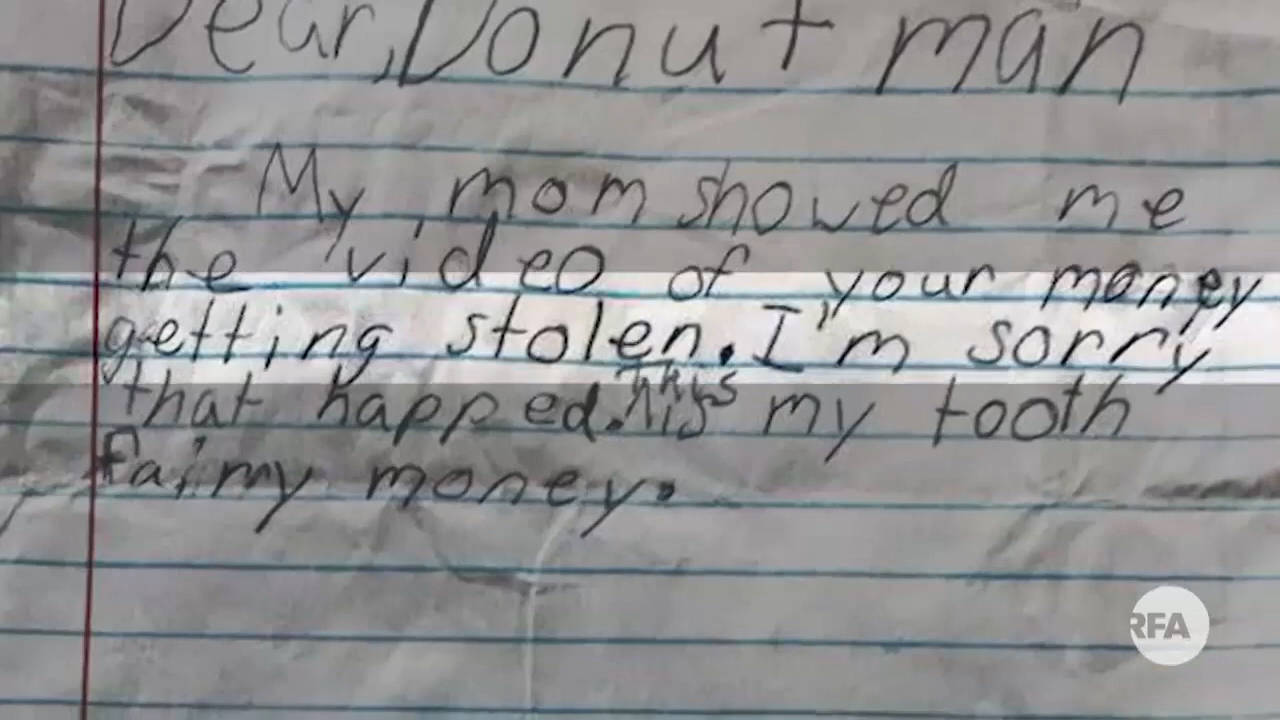 Dear, Donut man
My mom showed me
the video of your money
getting stolen. I'm sorry
that happed. this is my tooth
fairy money.
RFA